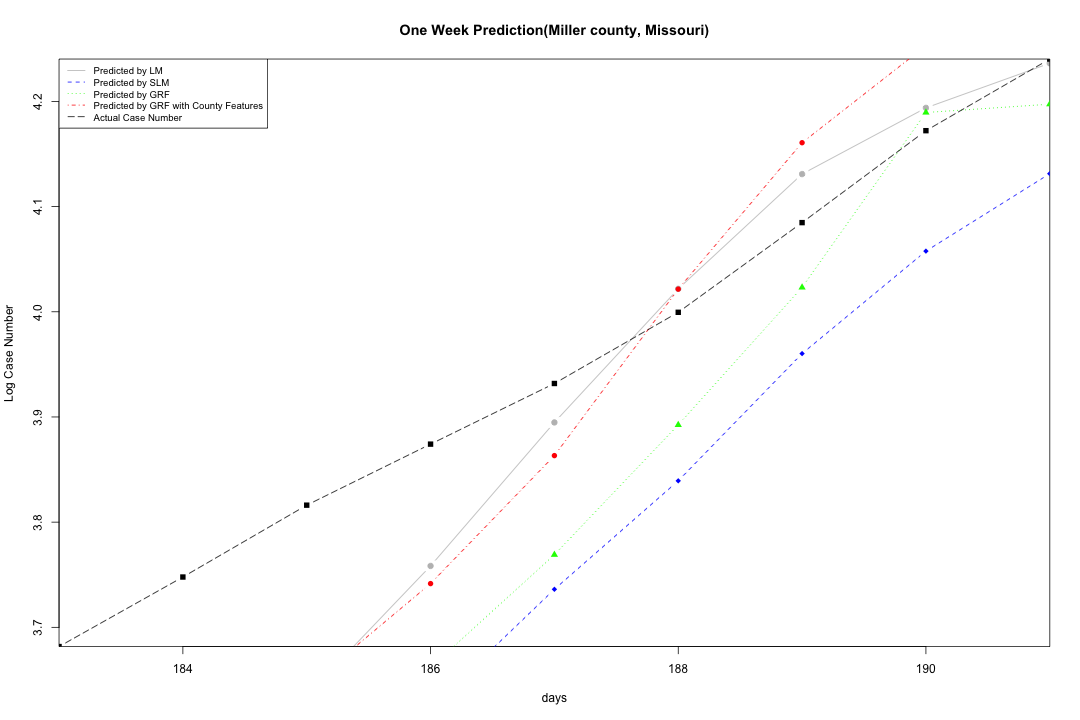 One Week Prediction(Miller county, Missouri)
Predicted by LM
Predicted by SLM
Predicted by GRF
Predicted by GRF with County Features
Actual Case Number
4.2
4.1
4.0
3.9
3.8
3.7
Log Case Number
184 186 188 190
days